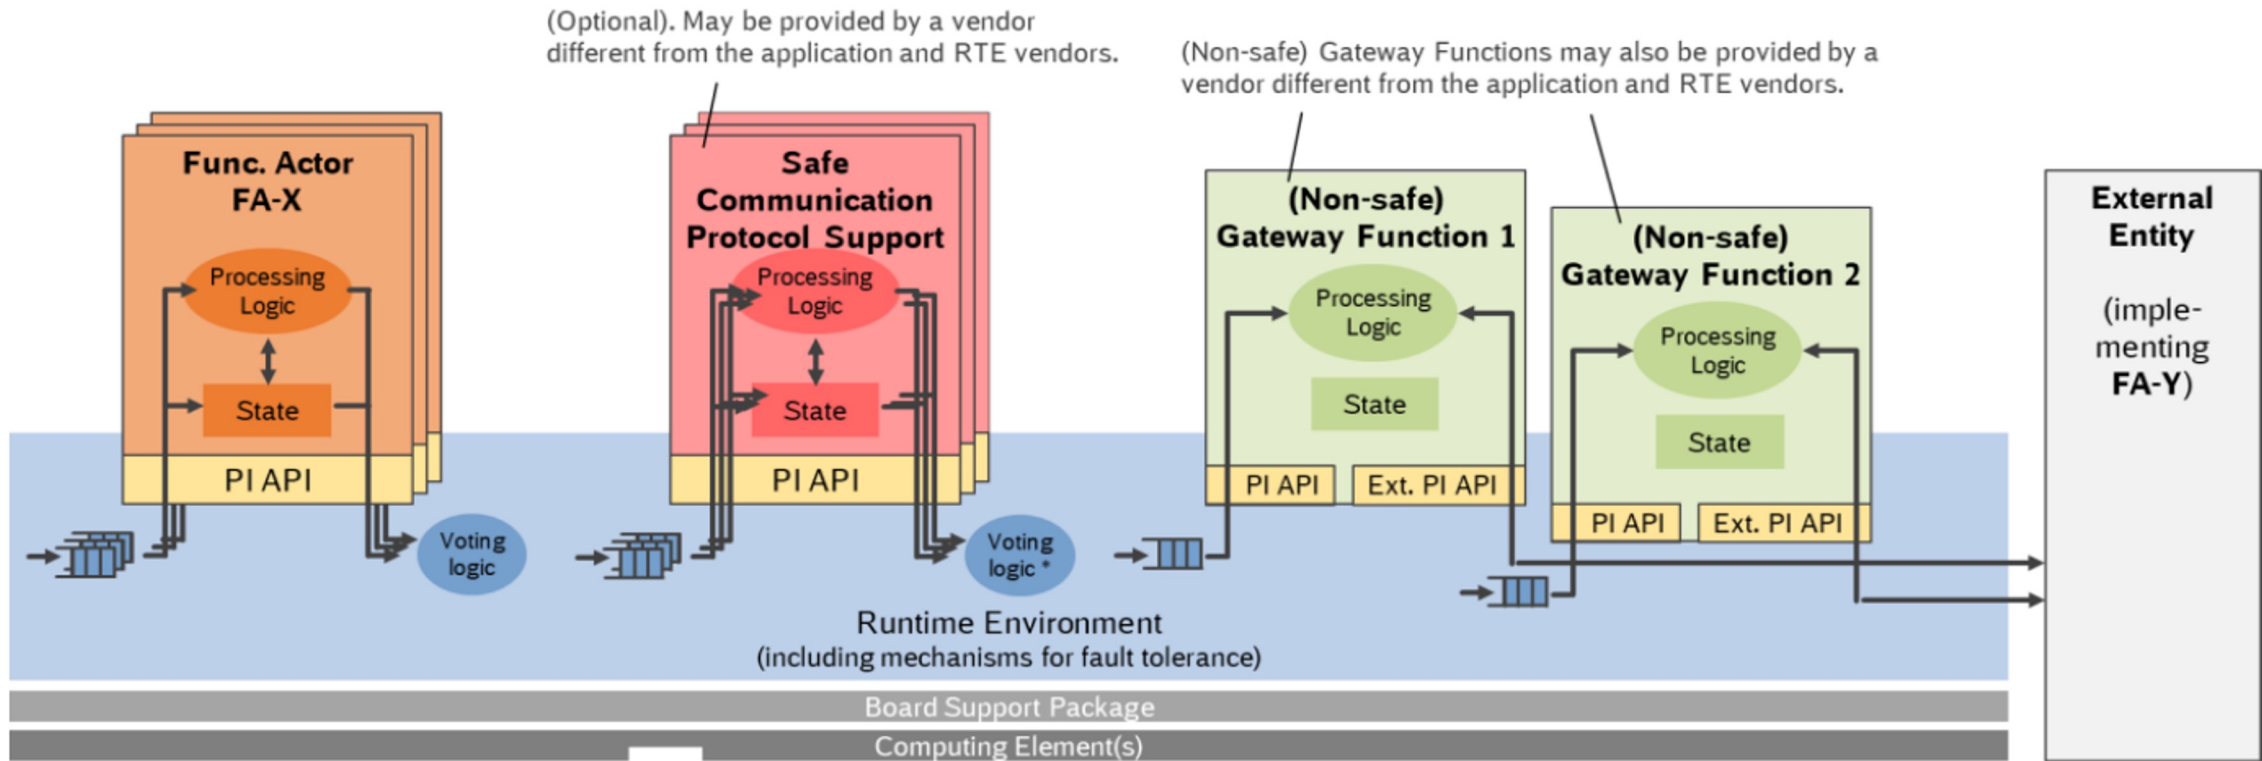 (Optional). May be provided by a vendor
different from the application and RTE vendors.
(Non-safe) Gateway Functions may also be provided by a
vendor different from the application and RTE vendors.
Func. Actor
FA-X
Processing
Logic
State
PI API
Voting
logic
Safe
Communication
Protocol Support
Processing
Logic
State
PI API
Voting
logic *
(Non-safe)
Gateway Function 1
Processing
Logic
State
PI API
Ext. PI API
(Non-safe)
Gateway Function 2
Processing
Logic
State
PI API
Ext. PI API
External
Entity
(imple-
menting
FA-Y)
Runtime Environment
(including mechanisms for fault tolerance)
Board Support Package
Computing Element(s)